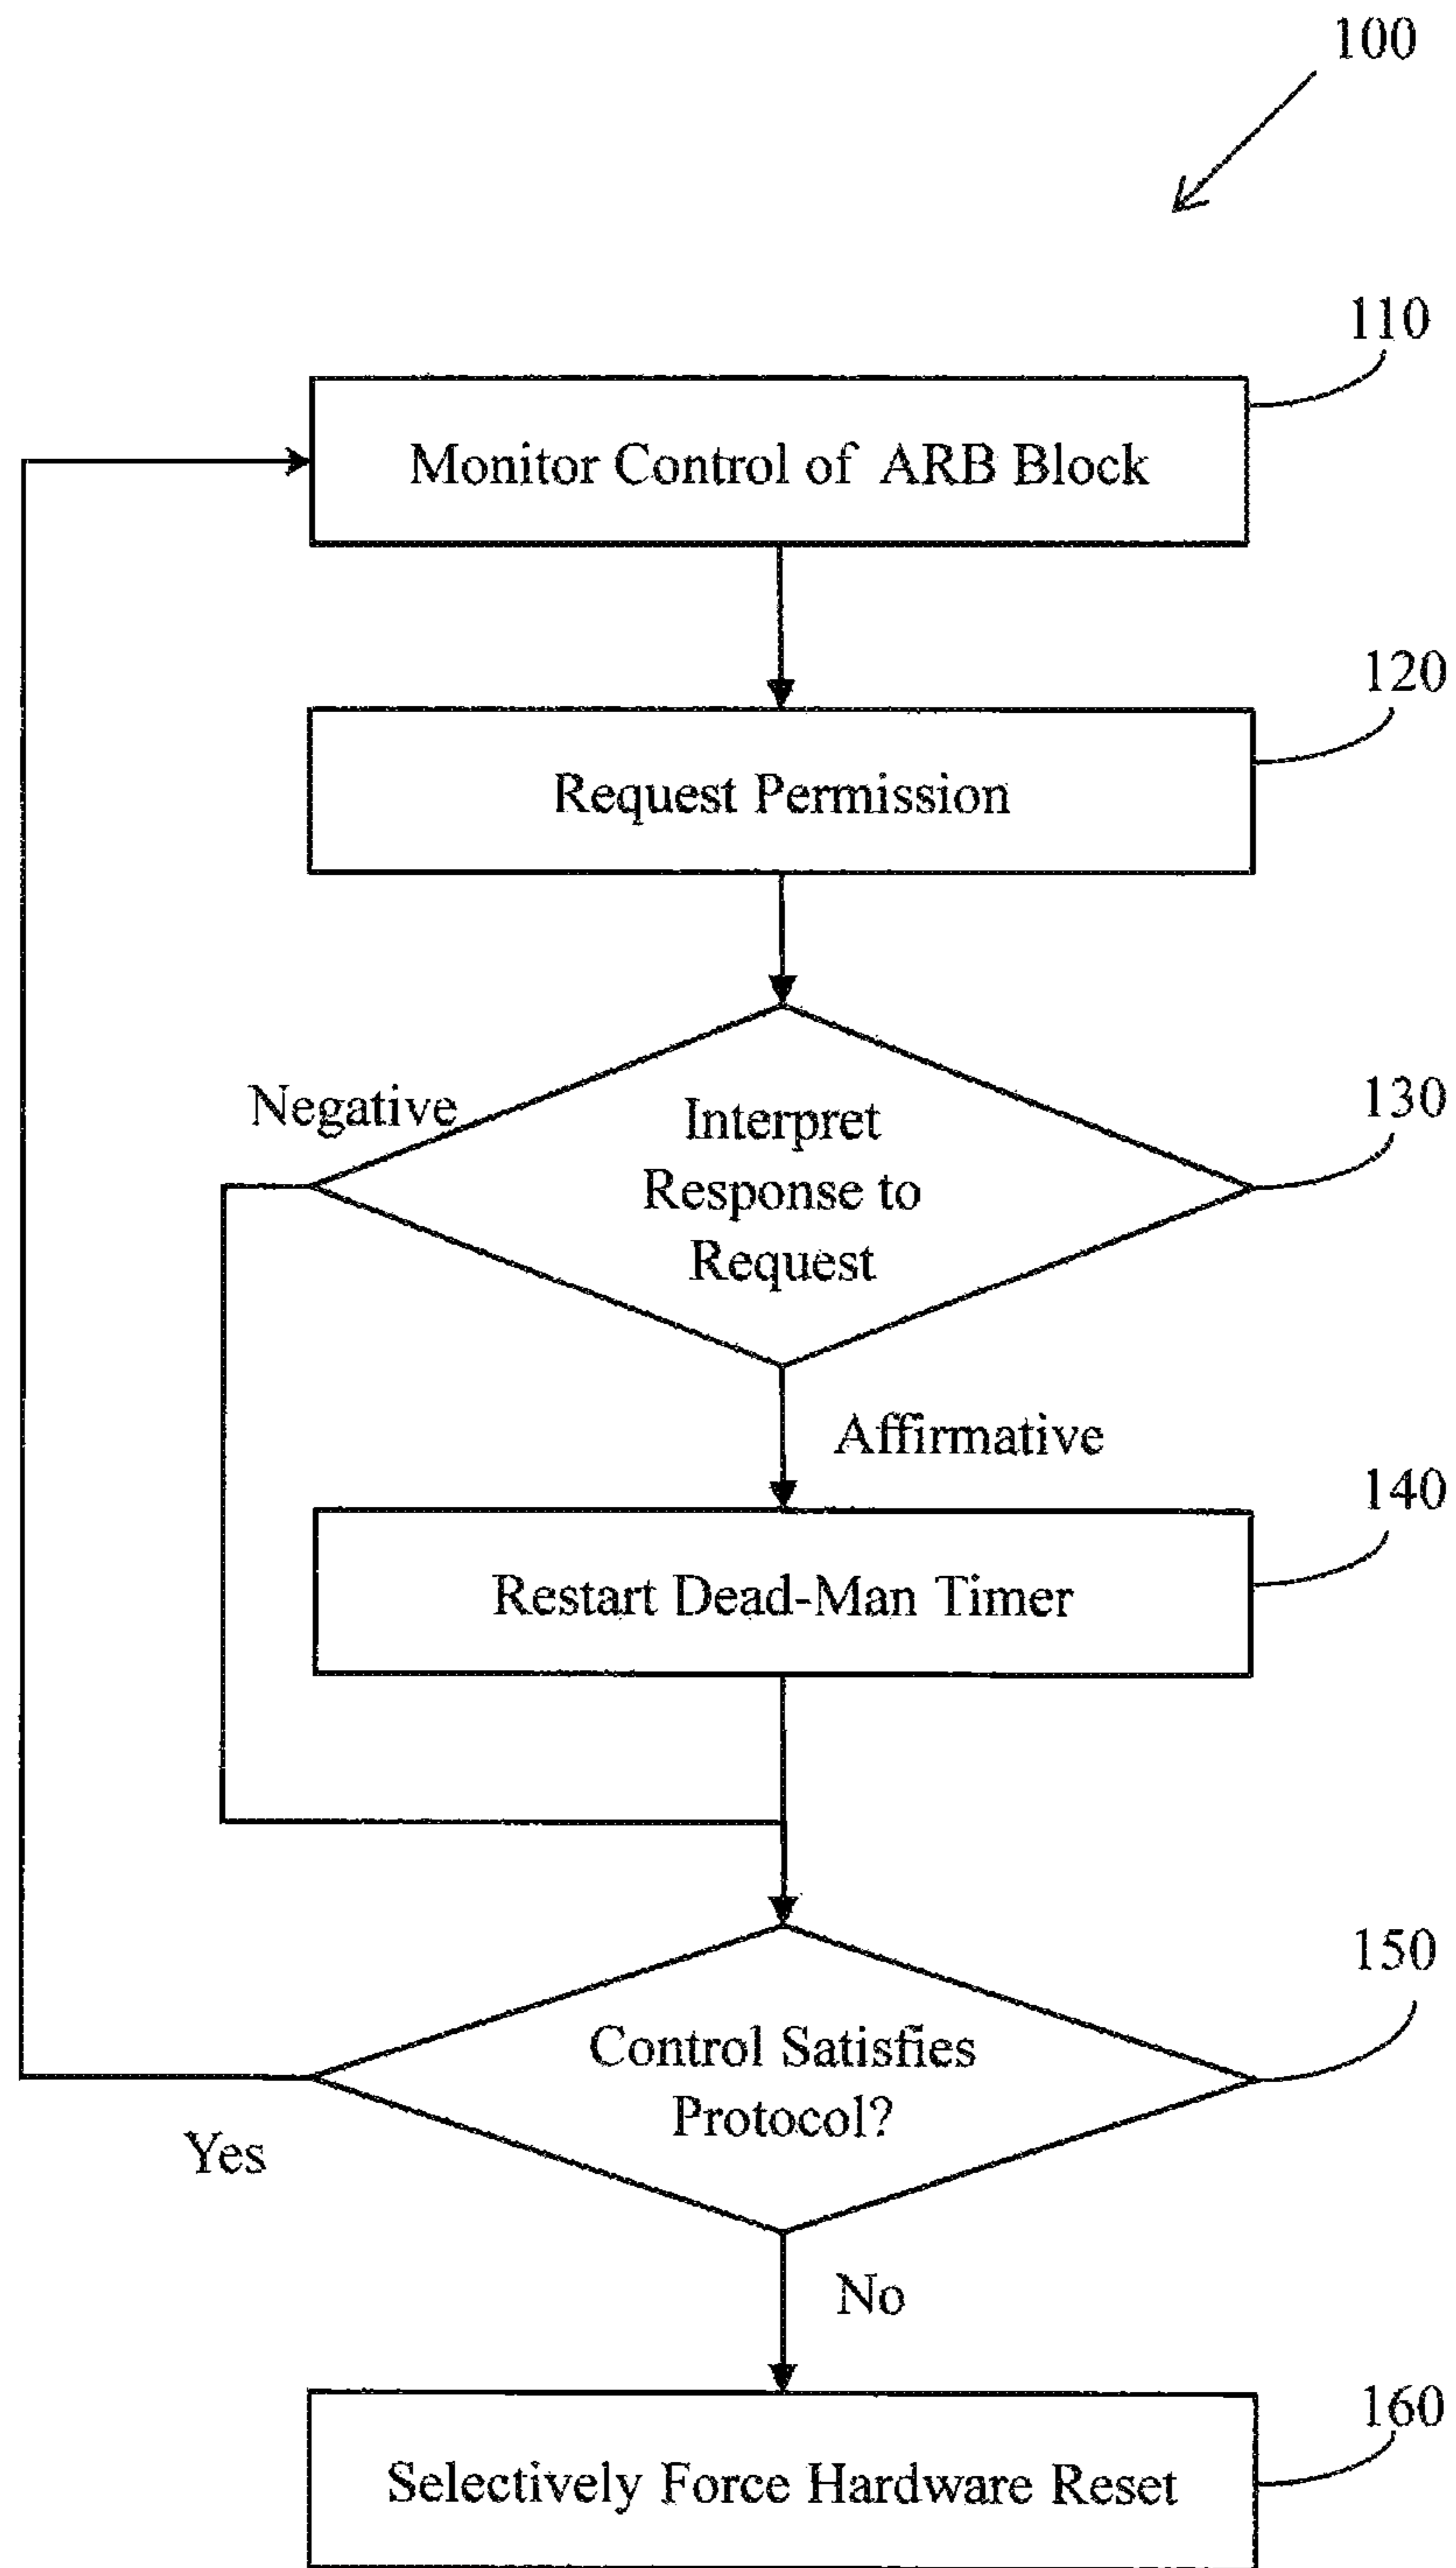 100
110
Monitor Control of ARB Block
120
Request Permission
130
Negative
Interpret
Response to
Request
Affirmative
140
Restart Dead-Man Timer
150
Control Satisfies
Protocol?
Yes
No
160
Selectively Force Hardware Reset